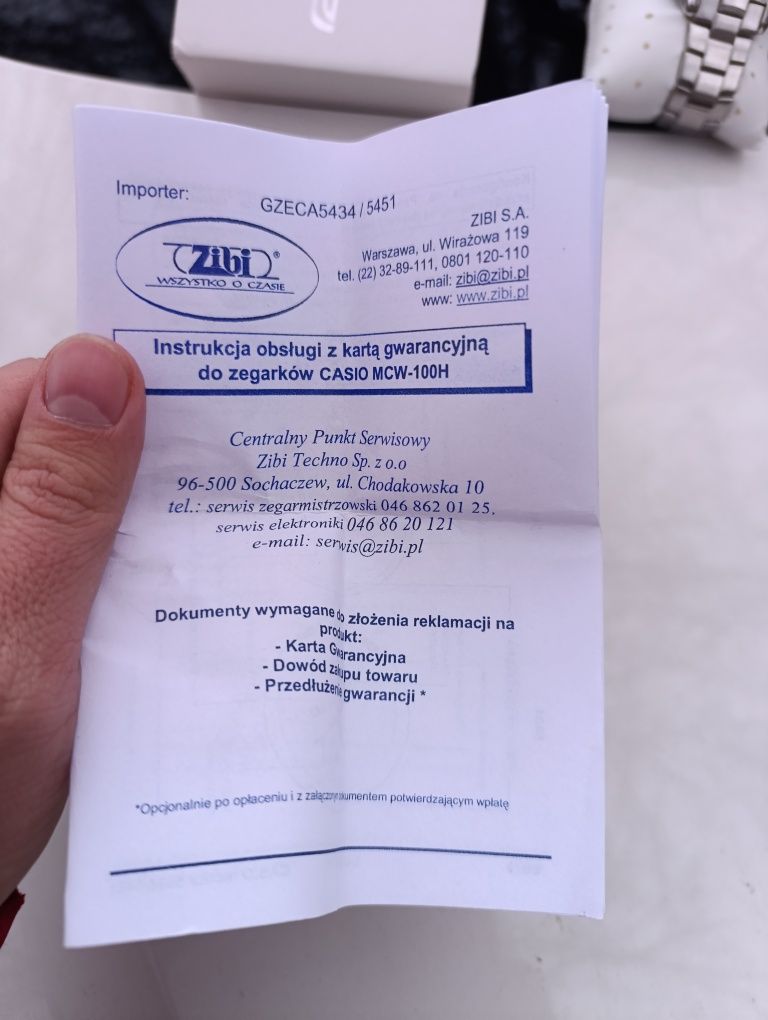 Importer:
GZECA5434 / 5451
Zibi®
WSZYSTKO O CZASIE
ZIBI S.A.
Warszawa, ul. Wirażowa 119
tel. (22) 32-89-111, 0801 120-110
e-mail: zibi@zibi.pl
www: www.zibi.pl
Instrukcja obsługi z kartą gwarancyjną
do zegarków CASIO MCW-100H
Centralny Punkt Serwisowy
Zibi Techno Sp. z o.o
96-500 Sochaczew, ul. Chodakowska 10
tel.: serwis zegarmistrzowski 046 862 01 25,
serwis elektroniki 046 86 20 121
e-mail: serwis@zibi.pl
Dokumenty wymagane do złożenia reklamacji na
produkt:
- Karta Gwarancyjna
- Dowód zakupu towaru
- Przedłużenie gwarancji *
*Opcjonalnie po opłaceniu i z potwierdzającym wpłatę